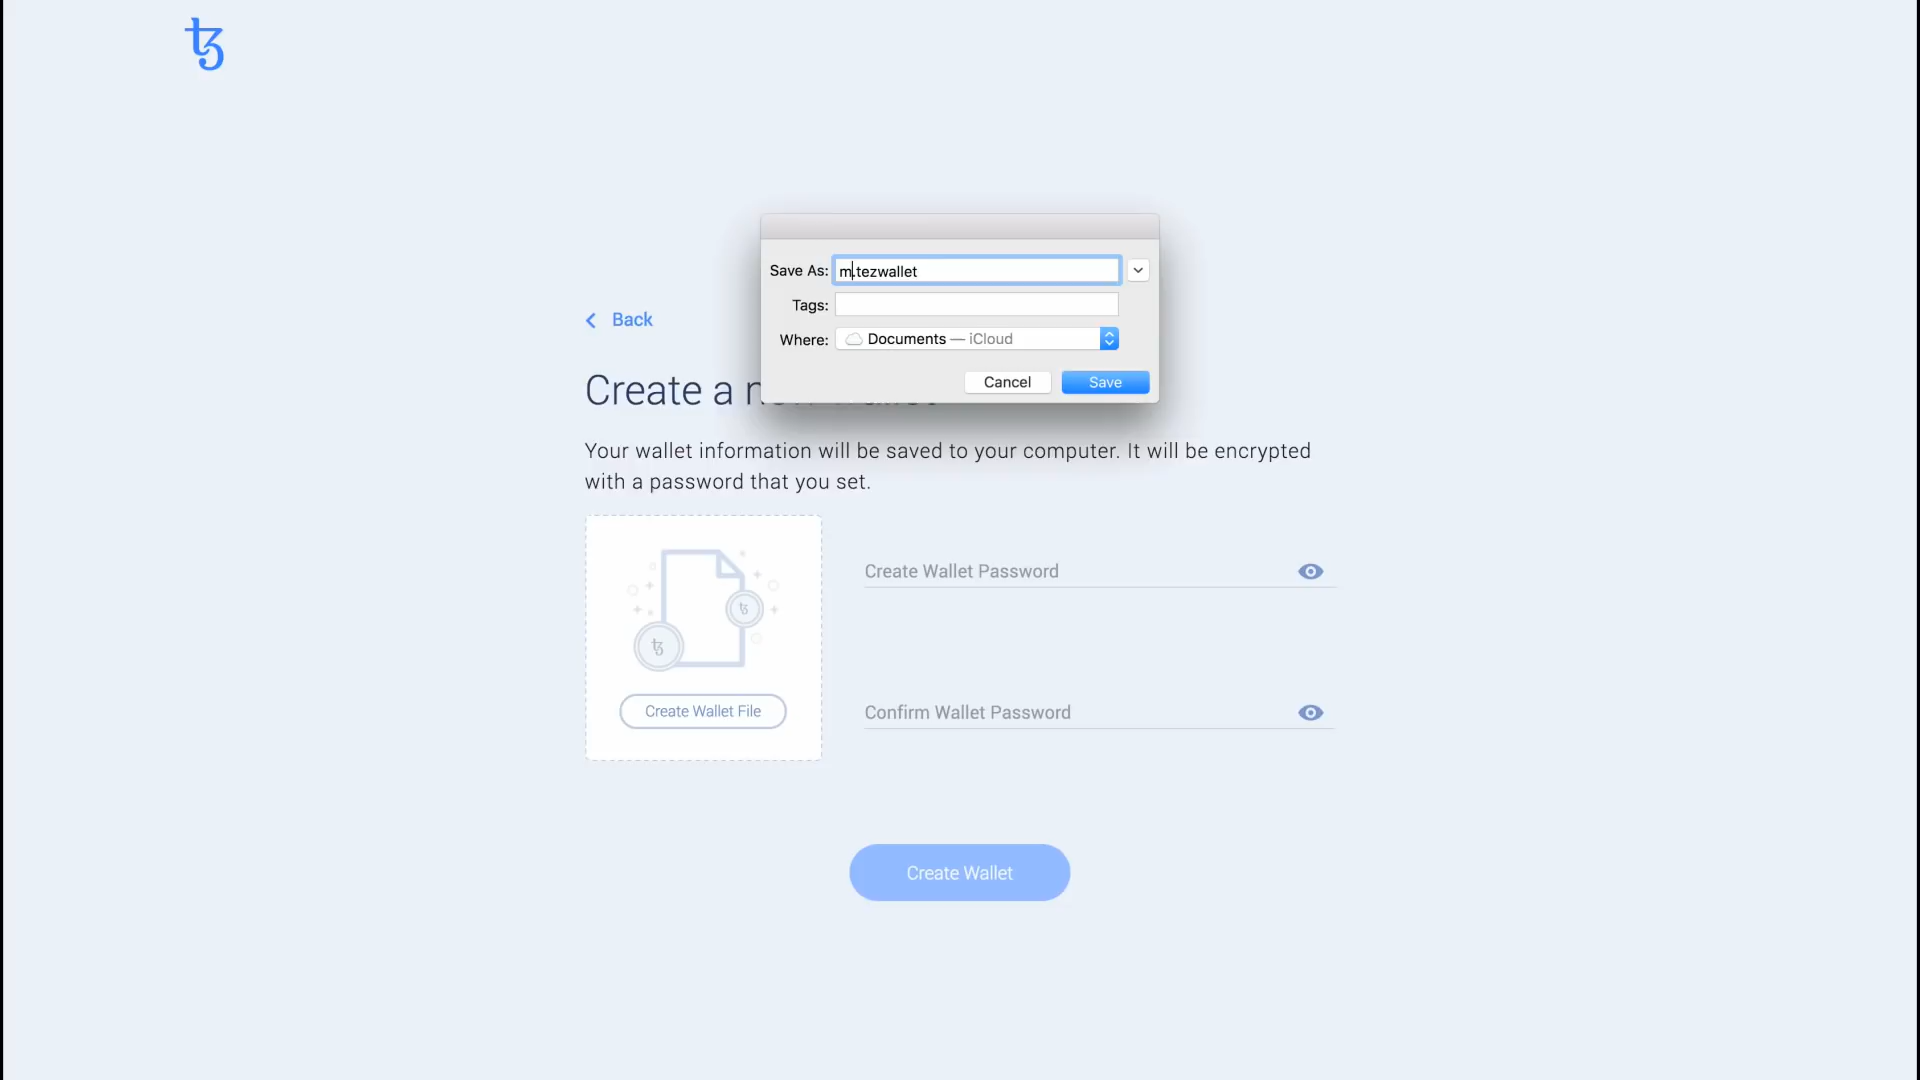 Save As: m.tezwallet
Tags:
Where: Documents — iCloud
Cancel Save
Back
Create a n
Your wallet information will be saved to your computer. It will be encrypted
with a password that you set.
Create Wallet Password
Confirm Wallet Password
Create Wallet File
Create Wallet